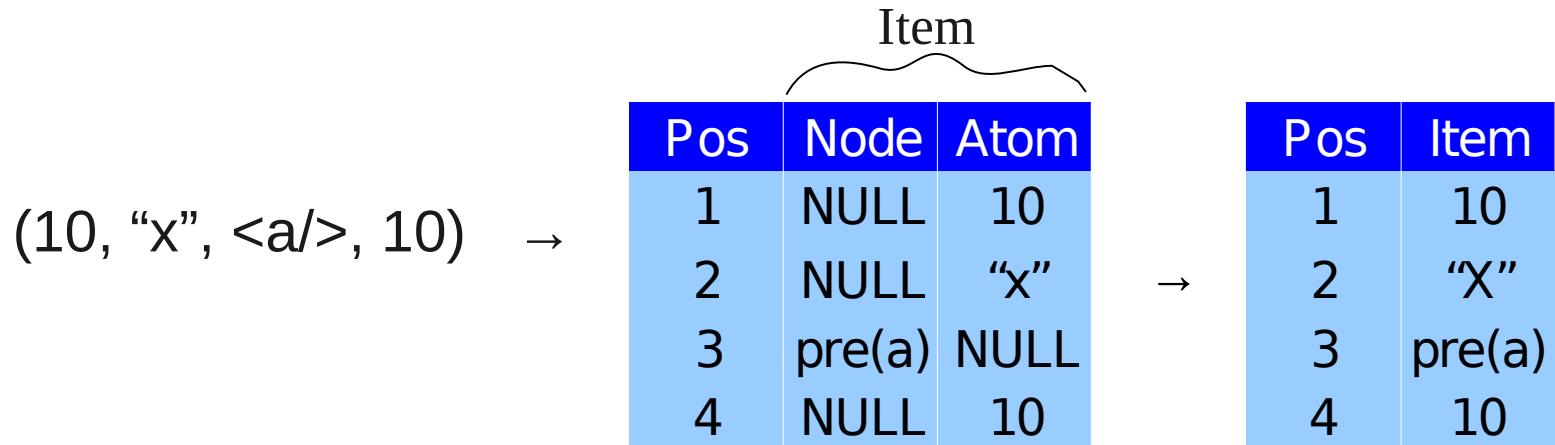 Item
(10, “x”, <a/>, 10) →
Pos Node Atom
1 NULL 10
2 NULL “x”
3 pre(a) NULL
4 NULL 10
→
Pos Item
1 10
2 “X”
3 pre(a)
4 10